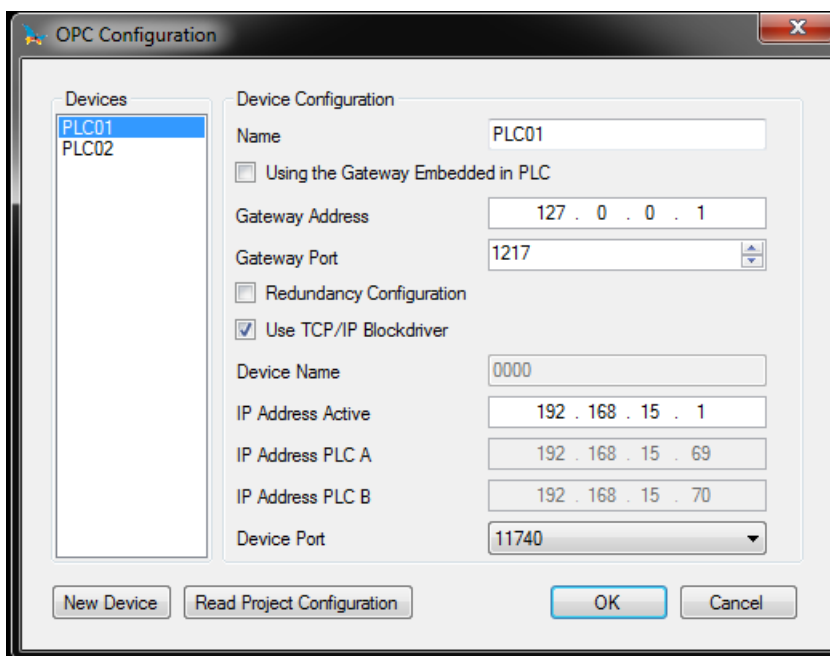 OPC Configuration
Devices
PLC01
PLC02
Device Configuration
Name PLC01
Using the Gateway Embedded in PLC
Gateway Address 127 . 0 . 0 . 1
Gateway Port 1217
Redundancy Configuration
Use TCP/IP Blockdriver
Device Name 0000
IP Address Active 192 . 168 . 15 . 1
IP Address PLC A 192 . 168 . 15 . 69
IP Address PLC B 192 . 168 . 15 . 70
Device Port 11740
New Device Read Project Configuration OK Cancel